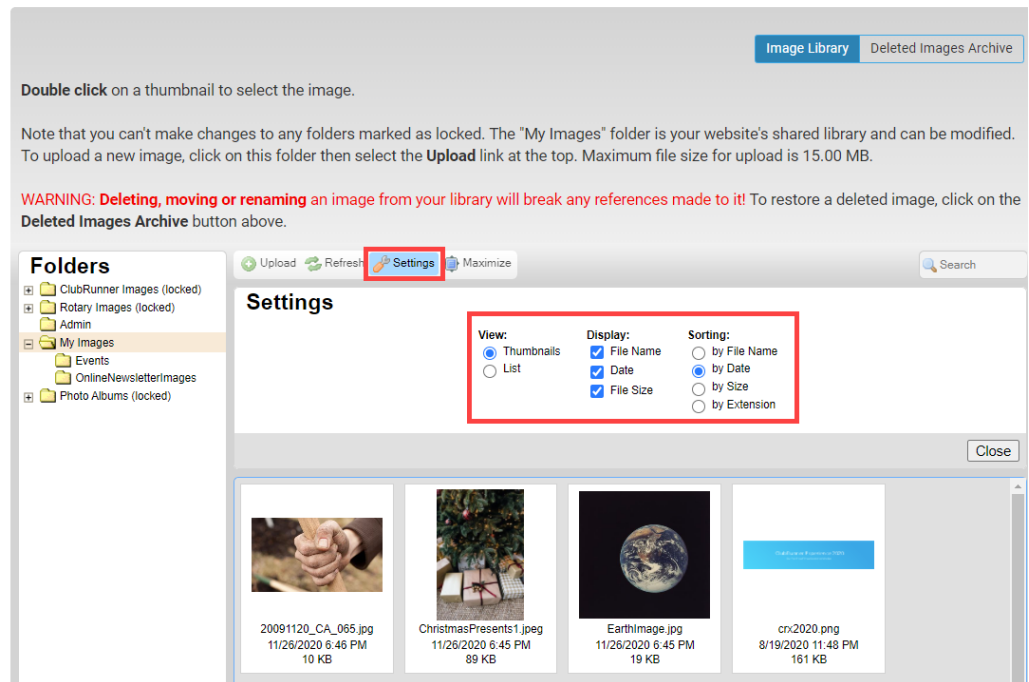 Image Library Deleted Images Archive
Double click on a thumbnail to select the image.
Note that you can't make changes to any folders marked as locked. The "My Images" folder is your website's shared library and can be modified.
To upload a new image, click on this folder then select the Upload link at the top. Maximum file size for upload is 15.00 MB.
WARNING: Deleting, moving or renaming an image from your library will break any references made to it! To restore a deleted image, click on the
Deleted Images Archive button above.
Folders
ClubRunner Images (locked)
Rotary Images (locked)
Admin
My Images
Events
OnlineNewsletterImages
Photo Albums (locked)
Upload Refresh Settings Maximize
Search
Settings
View:
Thumbnails
List
Display:
File Name
Date
File Size
Sorting:
by File Name
by Date
by Size
by Extension
Close
20091120_CA_065.jpg
11/26/2020 6:46 PM
10 KB
ChristmasPresents1.jpeg
11/26/2020 6:45 PM
89 KB
EarthImage.jpg
11/26/2020 6:45 PM
19 KB
crx2020.png
8/19/2020 11:48 PM
161 KB